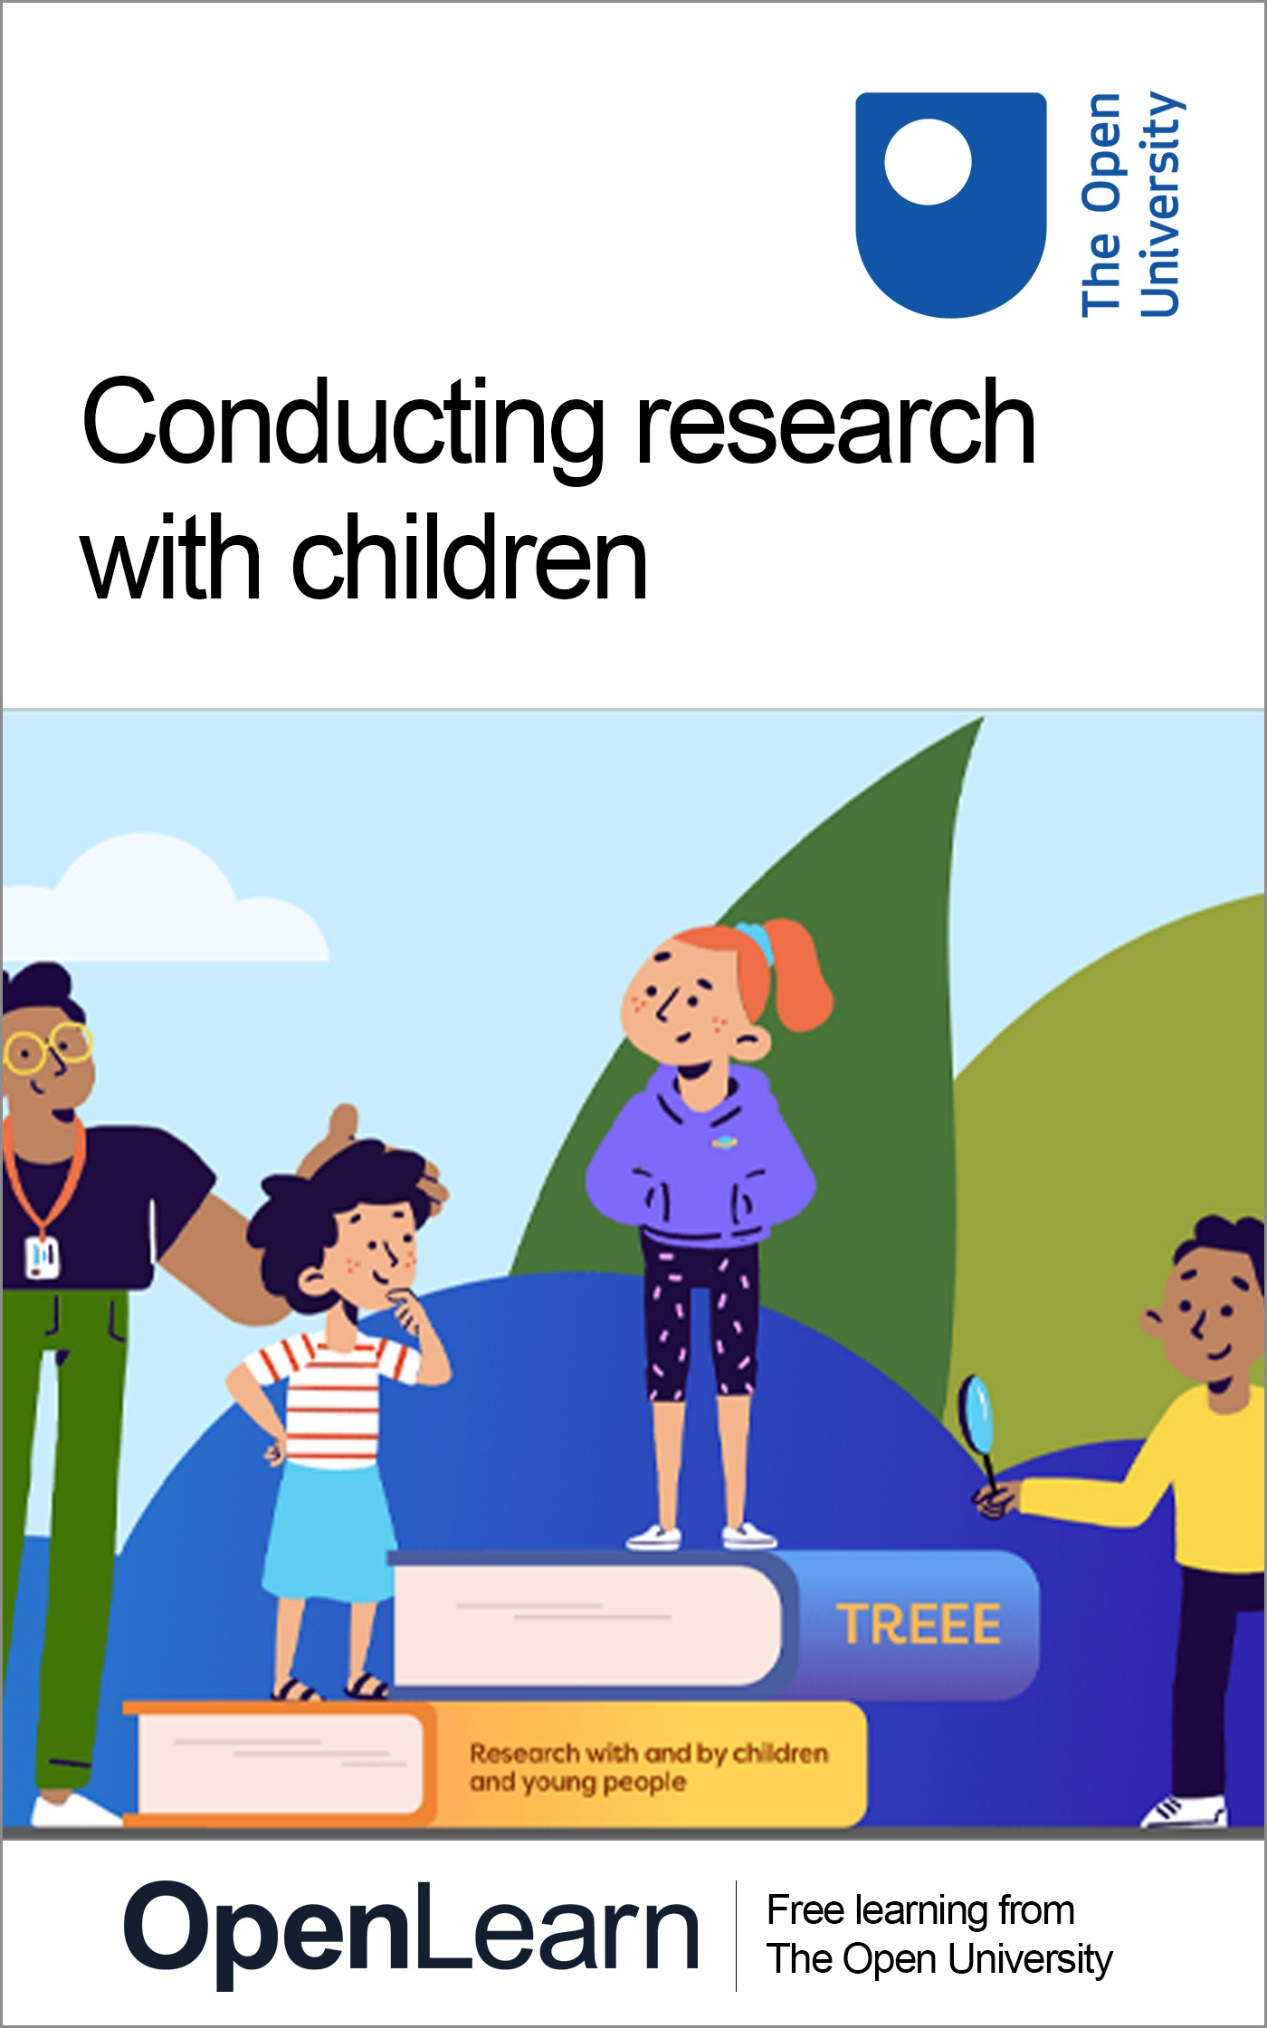 The Open
University
Conducting research
with children
TREEE
Research with and by children
and young people
OpenLearn
Free learning from
The Open University